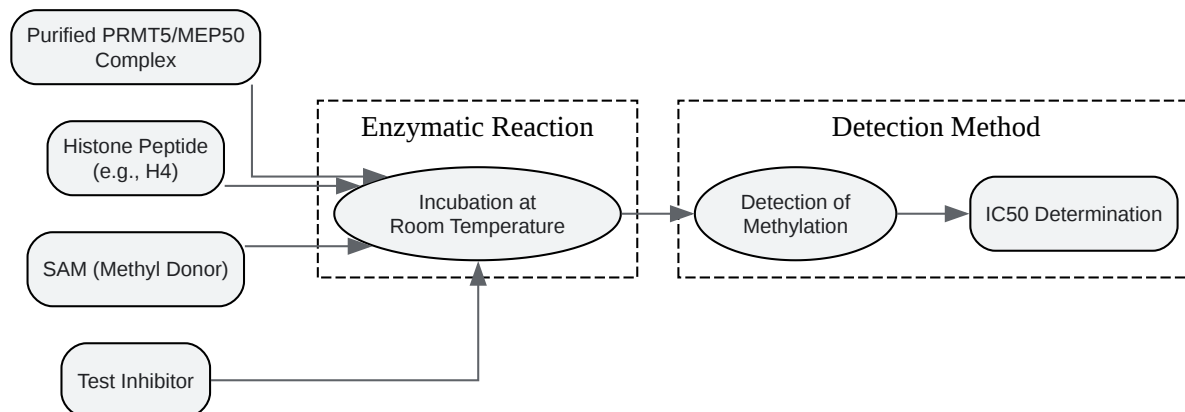 Purified PRMT5/MEP50
Complex
Histone Peptide
(e.g., H4)
SAM (Methyl Donor)
Test Inhibitor
Enzymatic Reaction
Incubation at
Room Temperature
Detection Method
Detection of
Methylation
IC50 Determination